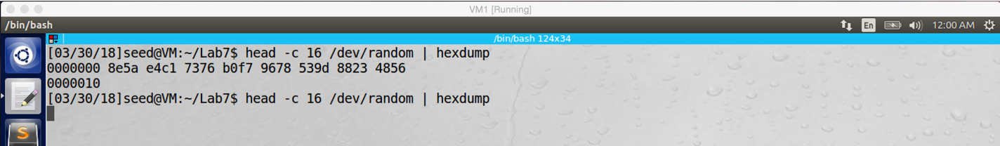 VM1 [Running]
/bin/bash En 12:00 AM
/bin/bash 124x34
[03/30/18]seed@VM:~/Lab7$ head -c 16 /dev/random | hexdump
0000000 8e5a e4c1 7376 b0f7 9678 539d 8823 4856
0000010
[03/30/18]seed@VM:~/Lab7$ head -c 16 /dev/random | hexdump
S